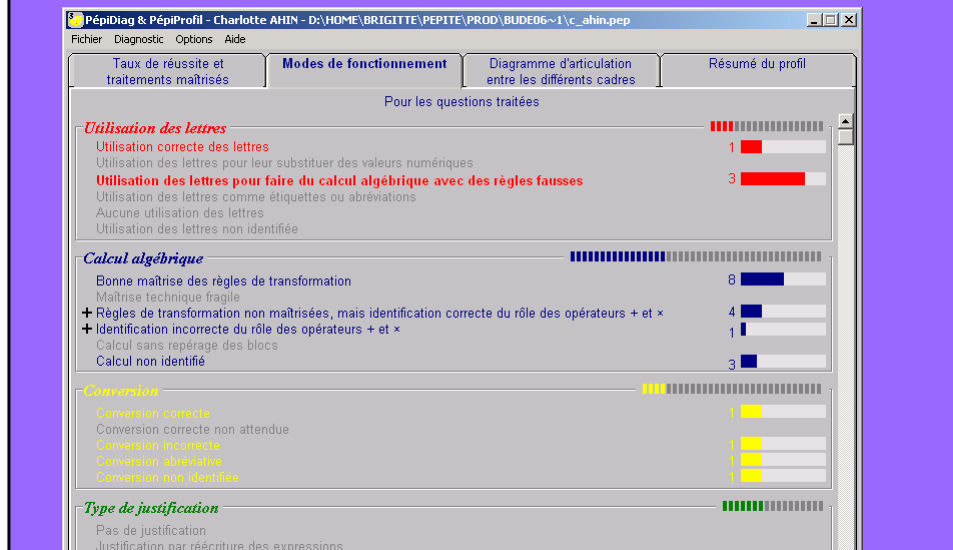 PépiDiag & PépiProfil - Charlotte AHIN - D:\HOME\BRIGITTE\PEPITE\PROD\BUDE06~1\c_ahin.pep
Fichier Diagnostic Options Aide
Taux de réussite et traitements maîtrisés
Modes de fonctionnement
Diagramme d'articulation entre les différents cadres
Résumé du profil
Pour les questions traitées
Utilisation des lettres
Utilisation correcte des lettres 1
Utilisation des lettres pour leur substituer des valeurs numériques
Utilisation des lettres pour faire du calcul algébrique avec des règles fausses 3
Utilisation des lettres comme étiquettes ou abréviations
Aucune utilisation des lettres
Utilisation des lettres non identifiée
Calcul algébrique
Bonne maîtrise des règles de transformation 8
Maîtrise technique fragile
+ Règles de transformation non maîtrisées, mais identification correcte du rôle des opérateurs + et × 4
+ Identification incorrecte du rôle des opérateurs + et × 1
Calcul sans repérage des blocs
Calcul non identifié 3
Conversion
Conversion correcte 1
Conversion correcte non attendue
Conversion incorrecte 1
Conversion abréviative 1
Conversion non identifiée 1
Type de justification
Pas de justification
Justification par réécriture des expressions